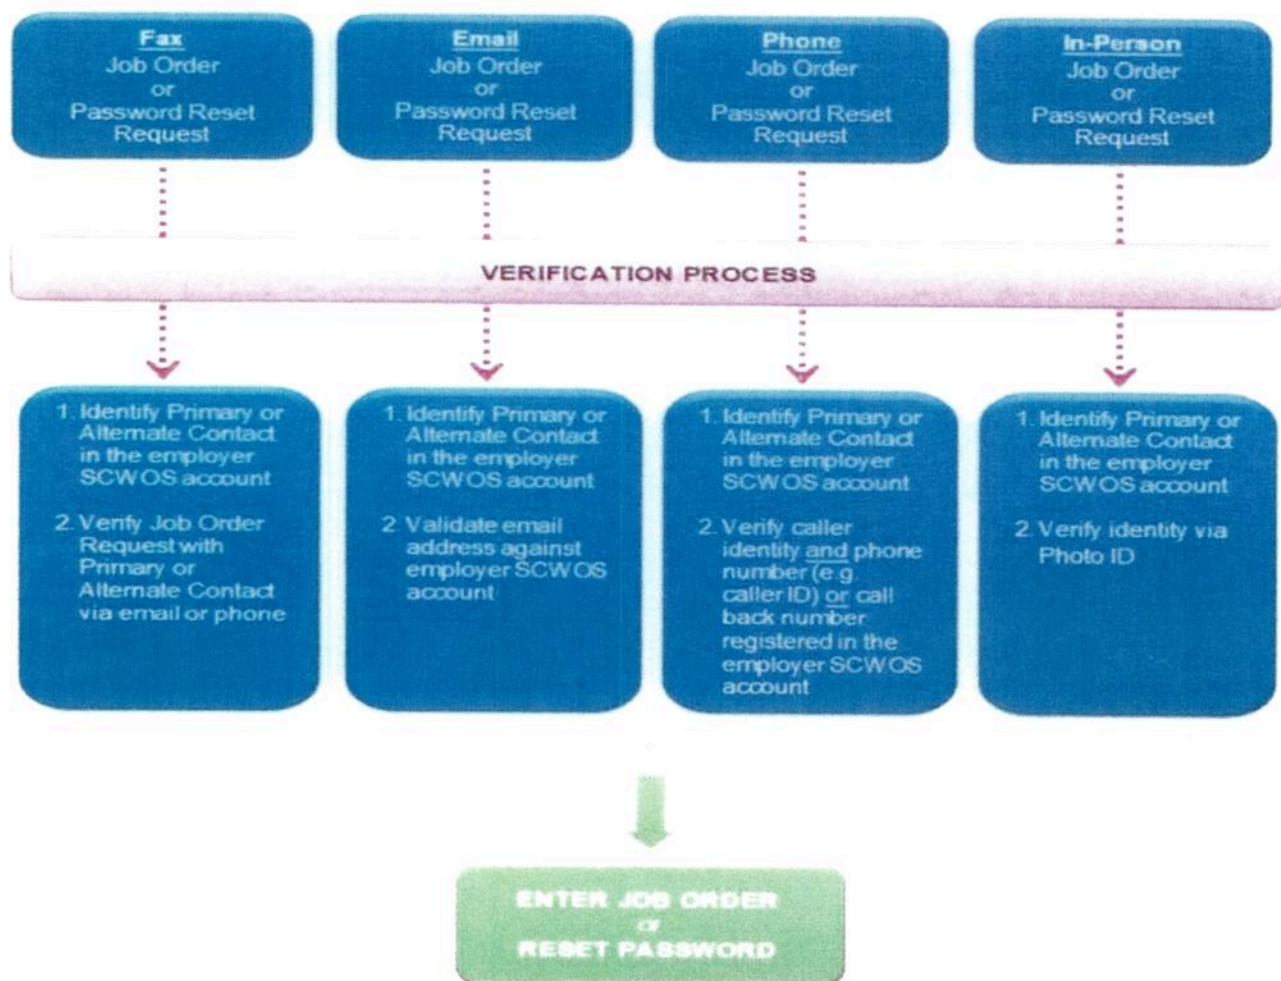 Fax
Job Order
or
Password Reset
Request
Email
Job Order
or
Password Reset
Request
Phone
Job Order
or
Password Reset
Request
In-Person
Job Order
or
Password Reset
Request
VERIFICATION PROCESS
1. Identify Primary or
Alternate Contact
in the employer
SCWOS account
2. Verify Job Order
Request with
Primary or
Alternate Contact
via email or phone
1. Identify Primary or
Alternate Contact
in the employer
SCWOS account
2. Validate email
address against
employer SCWOS
account
1. Identify Primary or
Alternate Contact
in the employer
SCWOS account
2. Verify caller
identity and phone
number (e.g.
caller ID) or call
back number
registered in the
employer SCWOS
account
1. Identify Primary or
Alternate Contact
in the employer
SCWOS account
2. Verify identity via
Photo ID
ENTER JOB ORDER
or
RESET PASSWORD